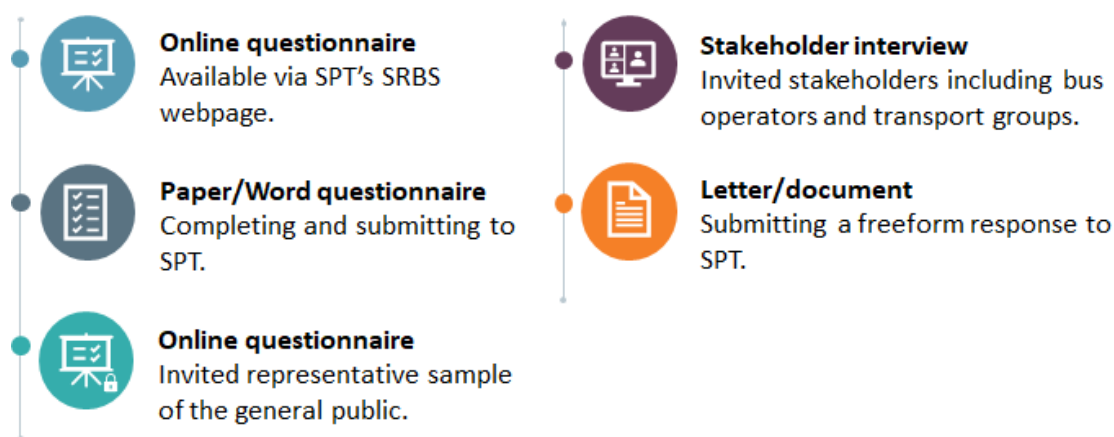 Online questionnaire
Available via SPT’s SRBS
webpage.
Paper/Word questionnaire
Completing and submitting to
SPT.
Online questionnaire
Invited representative sample
of the general public.
Stakeholder interview
Invited stakeholders including bus
operators and transport groups.
Letter/document
Submitting a freeform response to
SPT.